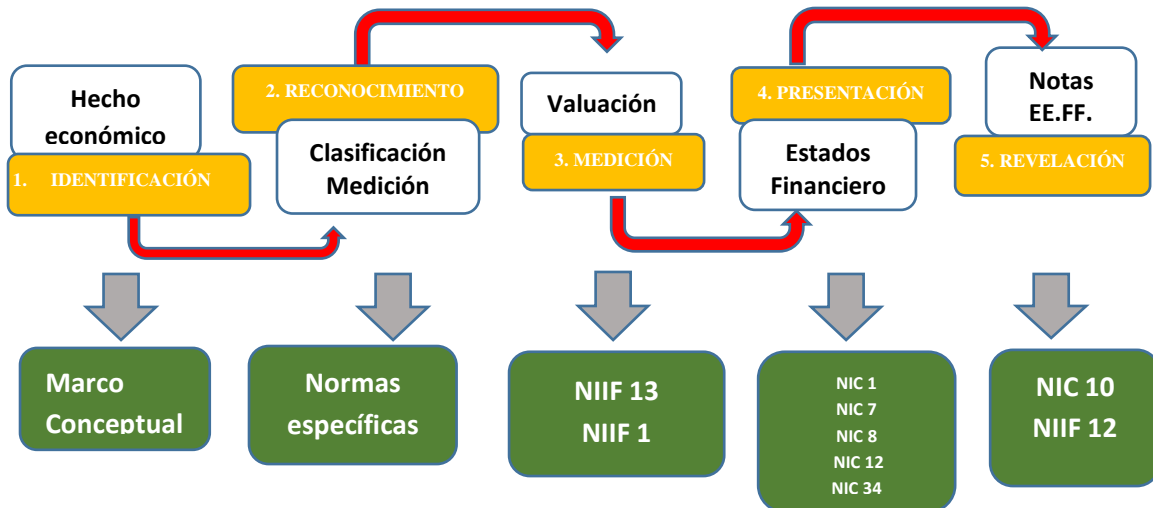 Hecho
económico
1. IDENTIFICACIÓN
2. RECONOCIMIENTO
Clasificación
Medición
Valuación
3. MEDICIÓN
4. PRESENTACIÓN
Estados
Financiero
Notas
EE.FF.
5. REVELACIÓN
Marco
Conceptual
Normas
específicas
NIIF 13
NIIF 1
NIC 1
NIC 7
NIC 8
NIC 12
NIC 34
NIC 10
NIIF 12